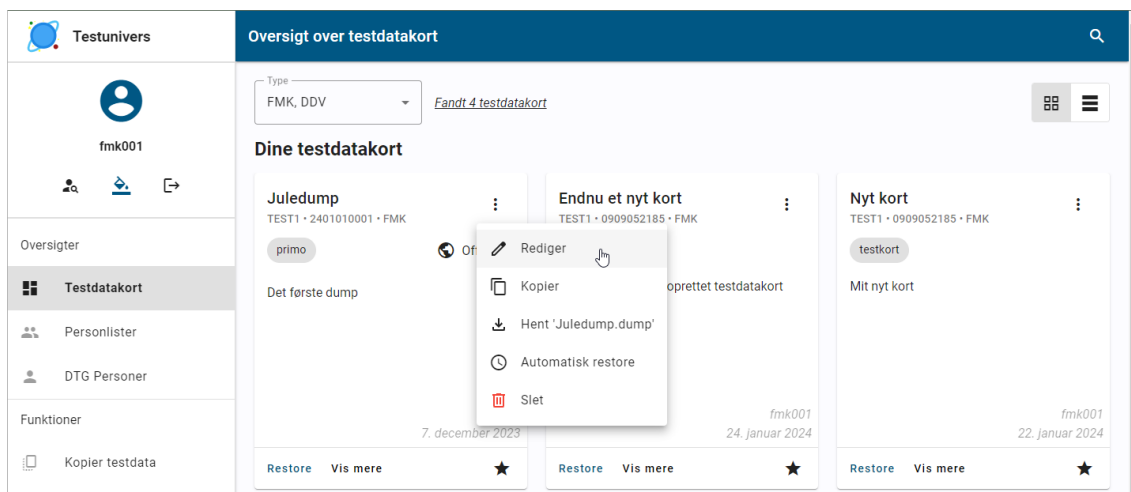 Testunivers
Oversigt over testdatakort
fmk001
Type
FMK, DDV
Fandt 4 testdatakort
Dine testdatakort
Oversigter
Testdatakort
Personlister
DTG Personer
Funktioner
Kopier testdata
Juledump
TEST1 • 2401010001 • FMK
primo
Det første dump
7. december 2023
Restore Vis mere
Rediger
Kopier
Hent 'Juledump.dump'
Automatisk restore
Slet
Endnu et nyt kort
TEST1 • 0909052185 • FMK
oprettet testdatakort
fmk001
24. januar 2024
Restore Vis mere
Nyt kort
TEST1 • 0909052185 • FMK
testkort
Mit nyt kort
fmk001
22. januar 2024
Restore Vis mere